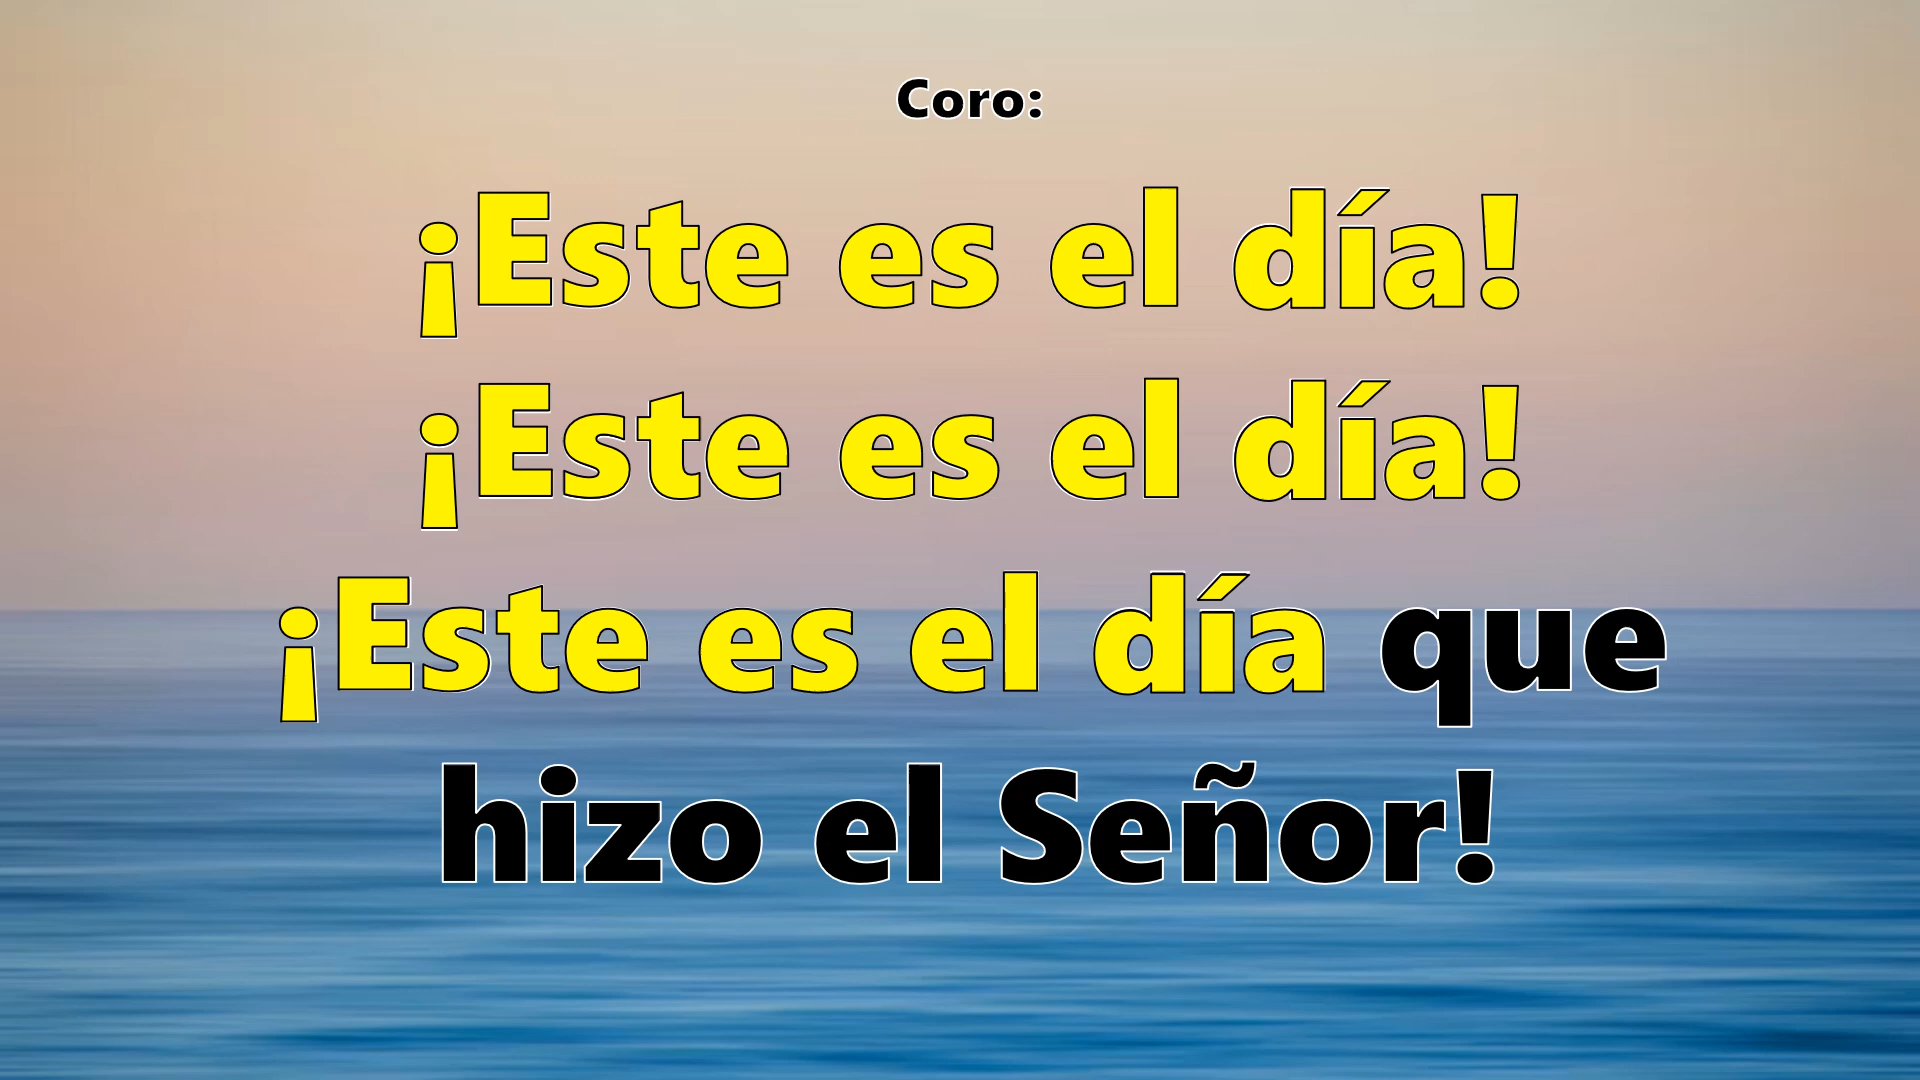 Coro:
¡Este es el día!
¡Este es el día!
¡Este es el día que
hizo el Señor!